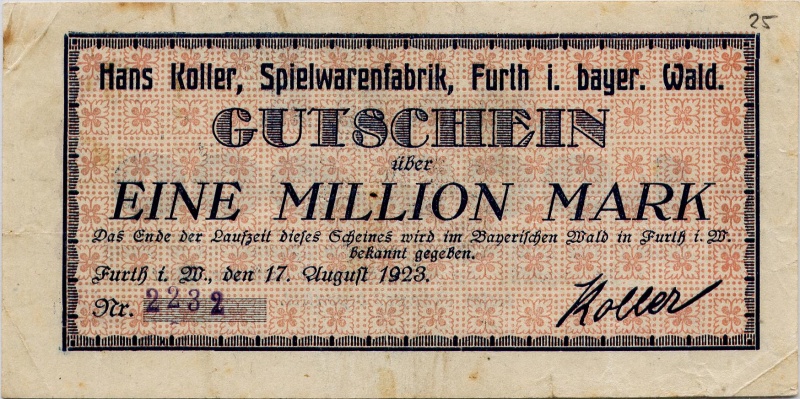 25
Hans Koller, Spielwarenfabrik, Furth i. bayer. Wald.
GUTSCHEIN
über
EINE MILLION MARK
Das Ende der Laufzeit dieses Scheines wird im Bayerischen Wald in Furth i. W.
bekannt gegeben.
Furth i. W., den 17. August 1923.
Nr. 2232
Koller